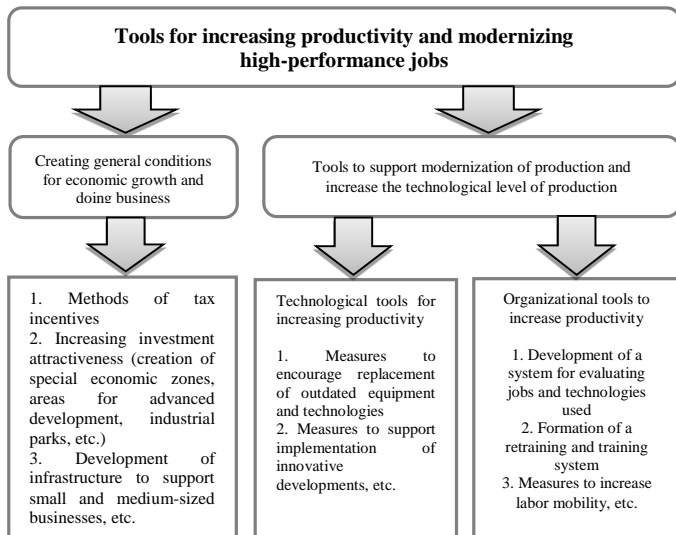 Tools for increasing productivity and modernizing
high-performance jobs
Creating general conditions
for economic growth and
doing business
Tools to support modernization of production and
increase the technological level of production
1. Methods of tax
incentives
2. Increasing investment
attractiveness (creation of
special economic zones,
areas for advanced
development, industrial
parks, etc.)
3. Development of
infrastructure to support
small and medium-sized
businesses, etc.
Technological tools for
increasing productivity
1. Measures to
encourage replacement
of outdated equipment
and technologies
2. Measures to support
implementation of
innovative
developments, etc.
Organizational tools to
increase productivity
1. Development of a
system for evaluating
jobs and technologies
used
2. Formation of a
retraining and training
system
3. Measures to increase
labor mobility, etc.